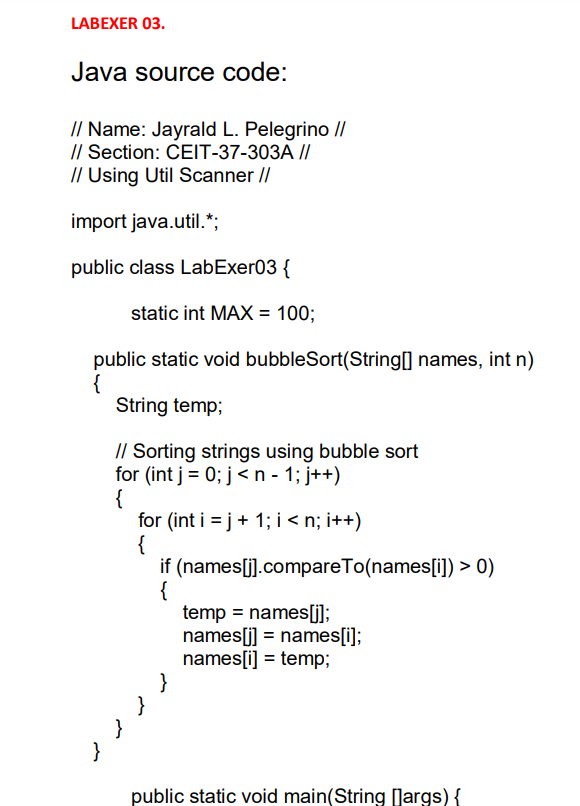 LABEXER 03.
Java source code:
// Name: Jayrald L. Pelegrino //
// Section: CEIT-37-303A //
// Using Util Scanner //
import java.util.*;
public class LabExer03 {
static int MAX = 100;
public static void bubbleSort(String[] names, int n)
{
String temp;
// Sorting strings using bubble sort
for (int j = 0; j < n - 1; j++)
{
for (int i = j + 1; i < n; i++)
{
if (names[j].compareTo(names[i]) > 0)
{
temp = names[j];
names[j] = names[i];
names[i] = temp;
}
}
}
}
public static void main(String []args) {